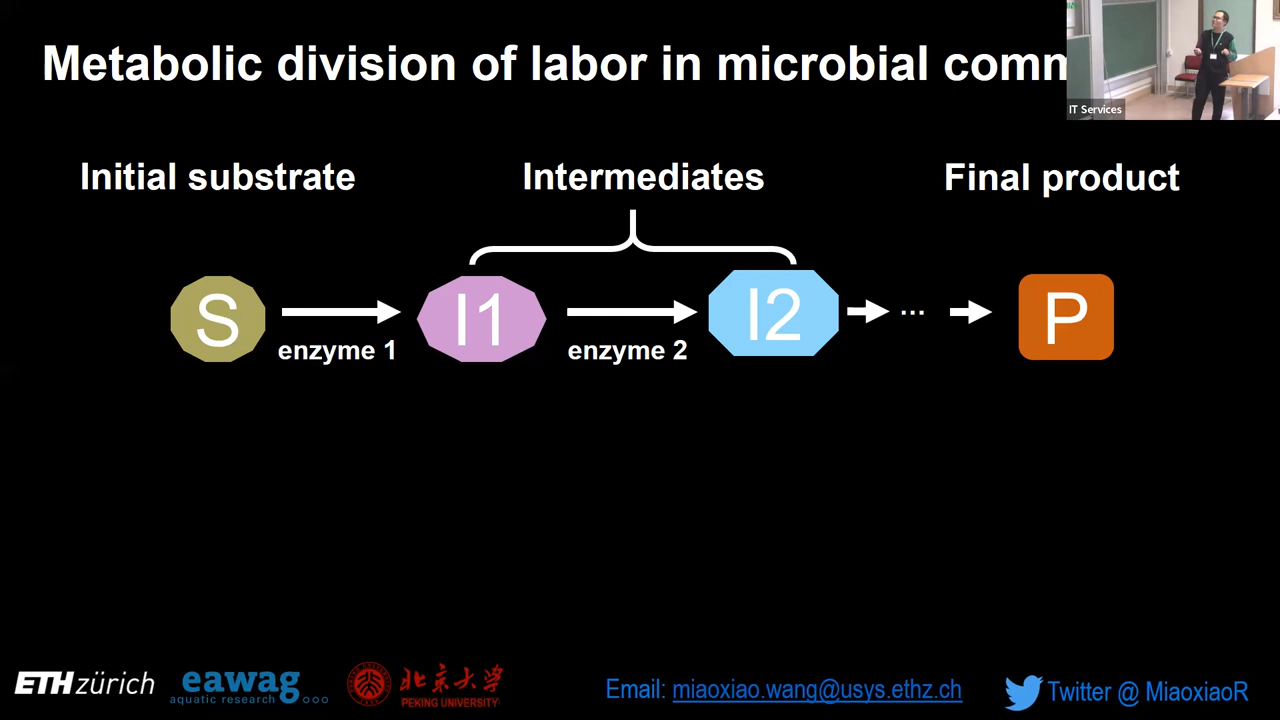 Metabolic division of labor in microbial comm
IT Services
Initial substrate
Intermediates
Final product
S
I1
I2
...
P
enzyme 1
enzyme 2
ETH zürich
eawag
aquatic research
北京大学
PEKING UNIVERSITY
Email: miaoxiao.wang@usys.ethz.ch
Twitter @ MiaoxiaoR